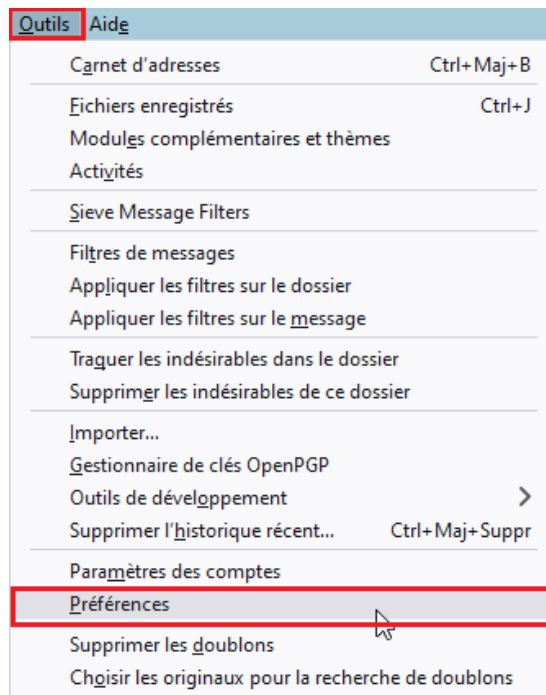 Outils Aide
Carnet d'adresses Ctrl+Maj+B
Fichiers enregistrés Ctrl+J
Modules complémentaires et thèmes
Activités
Sieve Message Filters
Filtres de messages
Appliquer les filtres sur le dossier
Appliquer les filtres sur le message
Traquer les indésirables dans le dossier
Supprimer les indésirables de ce dossier
Importer...
Gestionnaire de clés OpenPGP
Outils de développement
Supprimer l'historique récent... Ctrl+Maj+Suppr
Paramètres des comptes
Préférences
Supprimer les doublons
Choisir les originaux pour la recherche de doublons